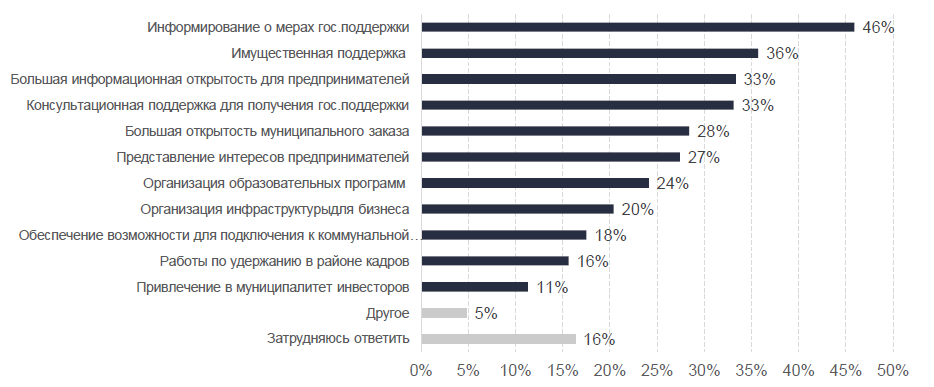 Информирование о мерах гос.поддержки 46%
Имущественная поддержка 36%
Большая информационная открытость для предпринимателей 33%
Консультационная поддержка для получения гос.поддержки 33%
Большая открытость муниципального заказа 28%
Представление интересов предпринимателей 27%
Организация образовательных программ 24%
Организация инфраструктурыдля бизнеса 20%
Обеспечение возможности для подключения к коммунальной… 18%
Работы по удержанию в районе кадров 16%
Привлечение в муниципалитет инвесторов 11%
Другое 5%
Затрудняюсь ответить 16%
0% 5% 10% 15% 20% 25% 30% 35% 40% 45% 50%